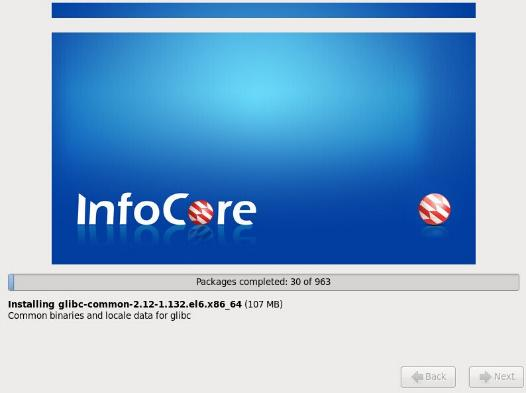 InfoCore
Packages completed: 30 of 963
Installing glibc-common-2.12-1.132.el6.x86_64 (107 MB)
Common binaries and locale data for glibc
Back Next